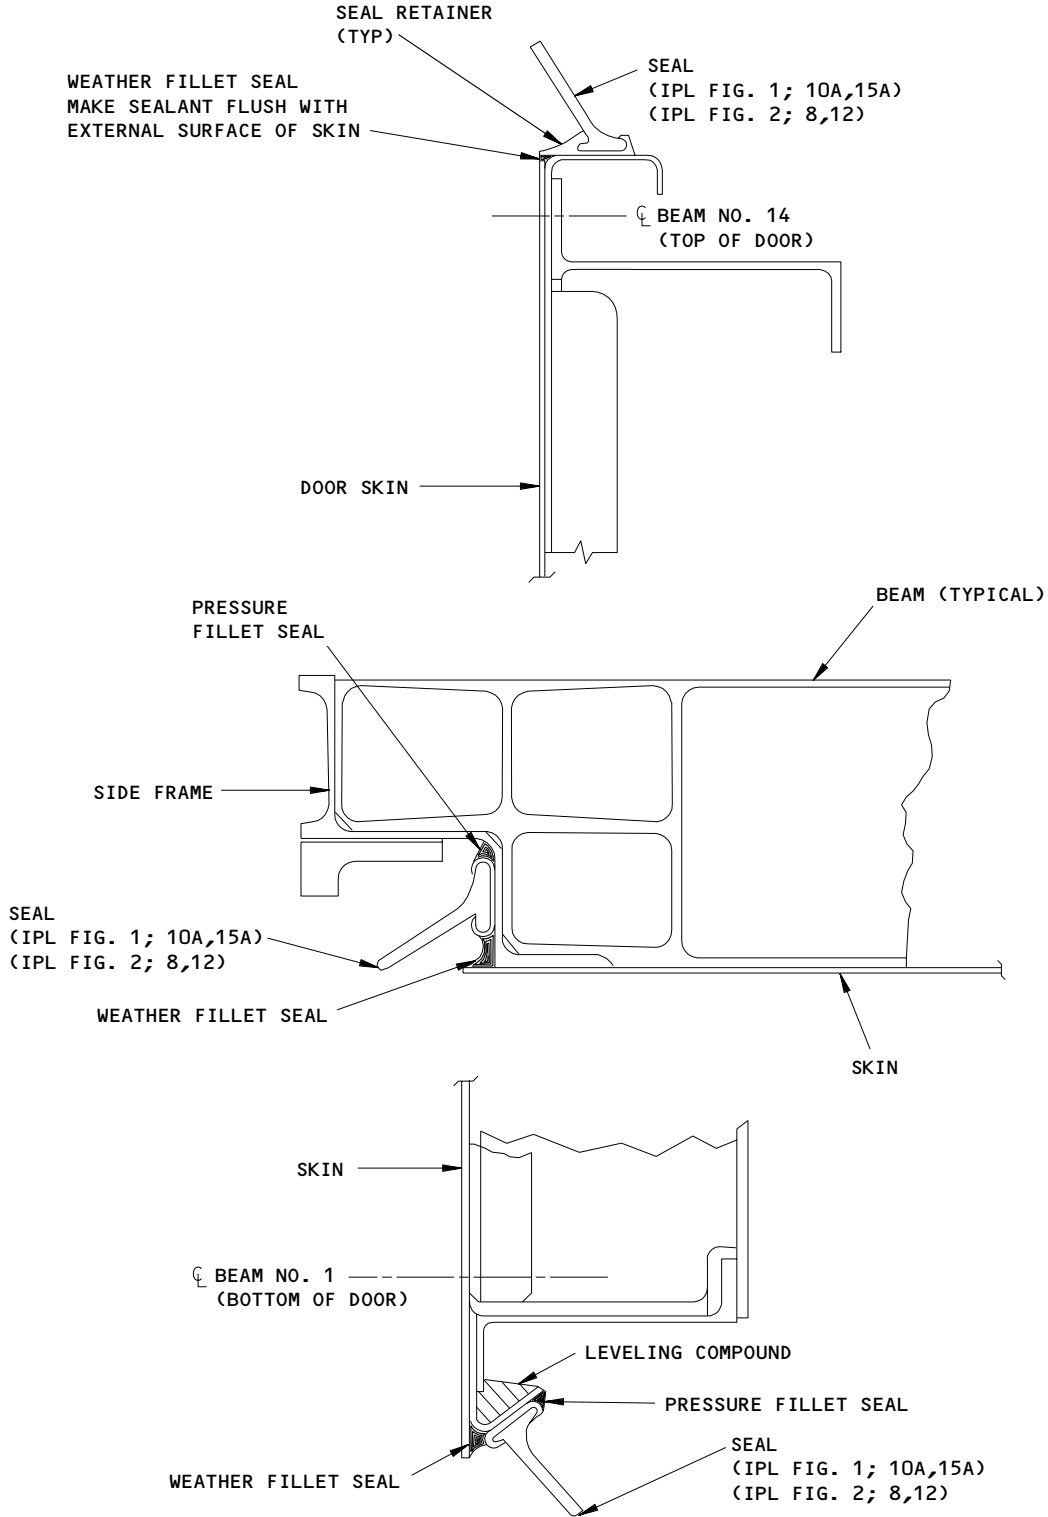 SEAL RETAINER
(TYP)
WEATHER FILLET SEAL
MAKE SEALANT FLUSH WITH
EXTERNAL SURFACE OF SKIN
SEAL
(IPL FIG. 1; 10A,15A)
(IPL FIG. 2; 8,12)
℄ BEAM NO. 14
(TOP OF DOOR)
DOOR SKIN
BEAM (TYPICAL)
PRESSURE
FILLET SEAL
SIDE FRAME
SEAL
(IPL FIG. 1; 10A,15A)
(IPL FIG. 2; 8,12)
WEATHER FILLET SEAL
SKIN
SKIN
℄ BEAM NO. 1
(BOTTOM OF DOOR)
LEVELING COMPOUND
PRESSURE FILLET SEAL
SEAL
(IPL FIG. 1; 10A,15A)
(IPL FIG. 2; 8,12)
WEATHER FILLET SEAL